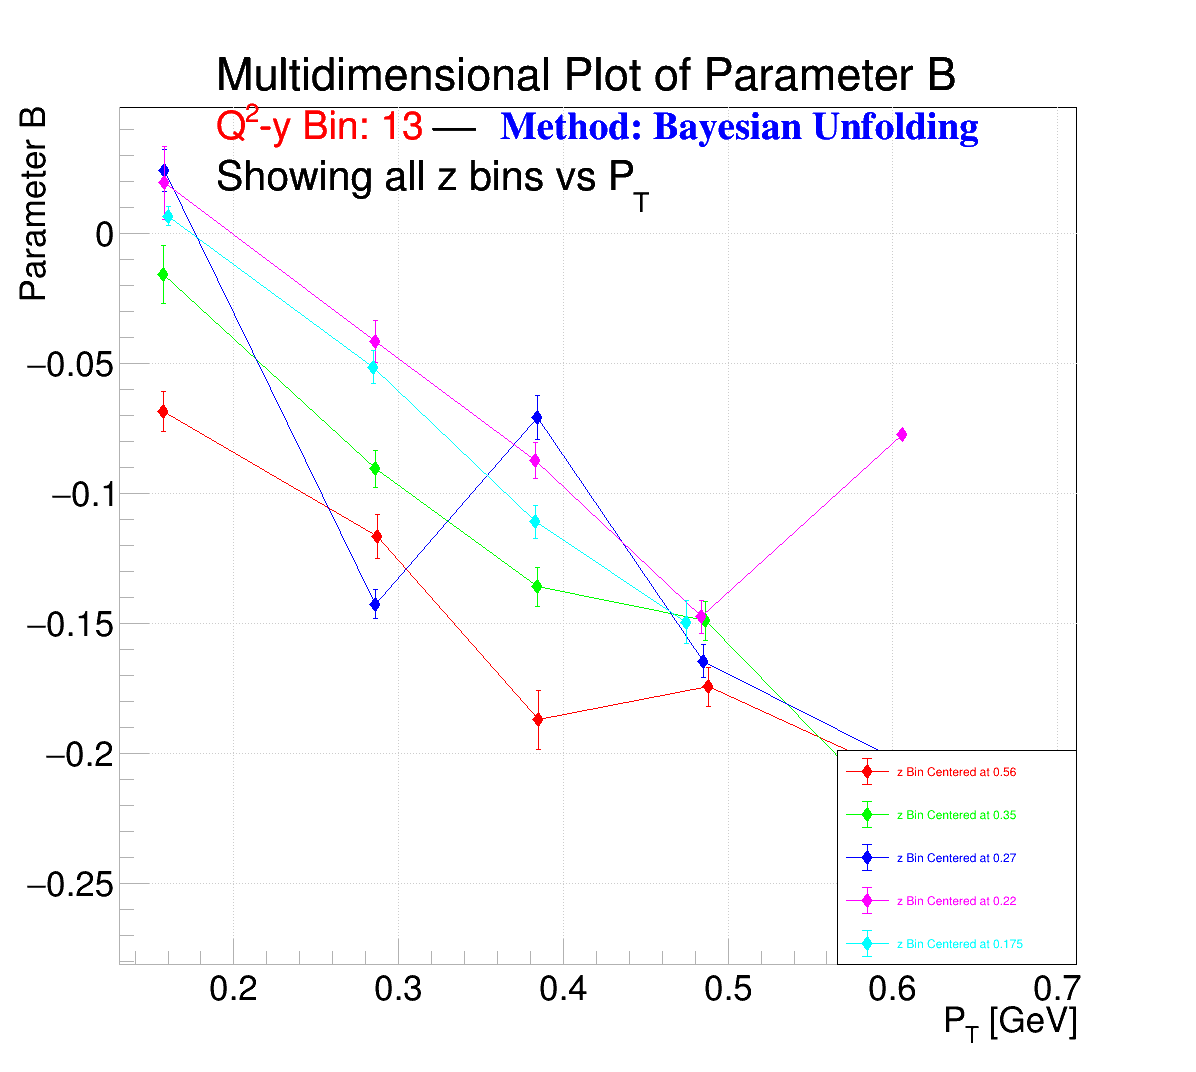 Multidimensional Plot of Parameter B
Q²-y Bin: 13 — Method: Bayesian Unfolding
Showing all z bins vs P_T
Parameter B
0
−0.05
−0.1
−0.15
−0.2
−0.25
z Bin Centered at 0.56
z Bin Centered at 0.35
z Bin Centered at 0.27
z Bin Centered at 0.22
z Bin Centered at 0.175
0.2 0.3 0.4 0.5 0.6 0.7
P_T [GeV]